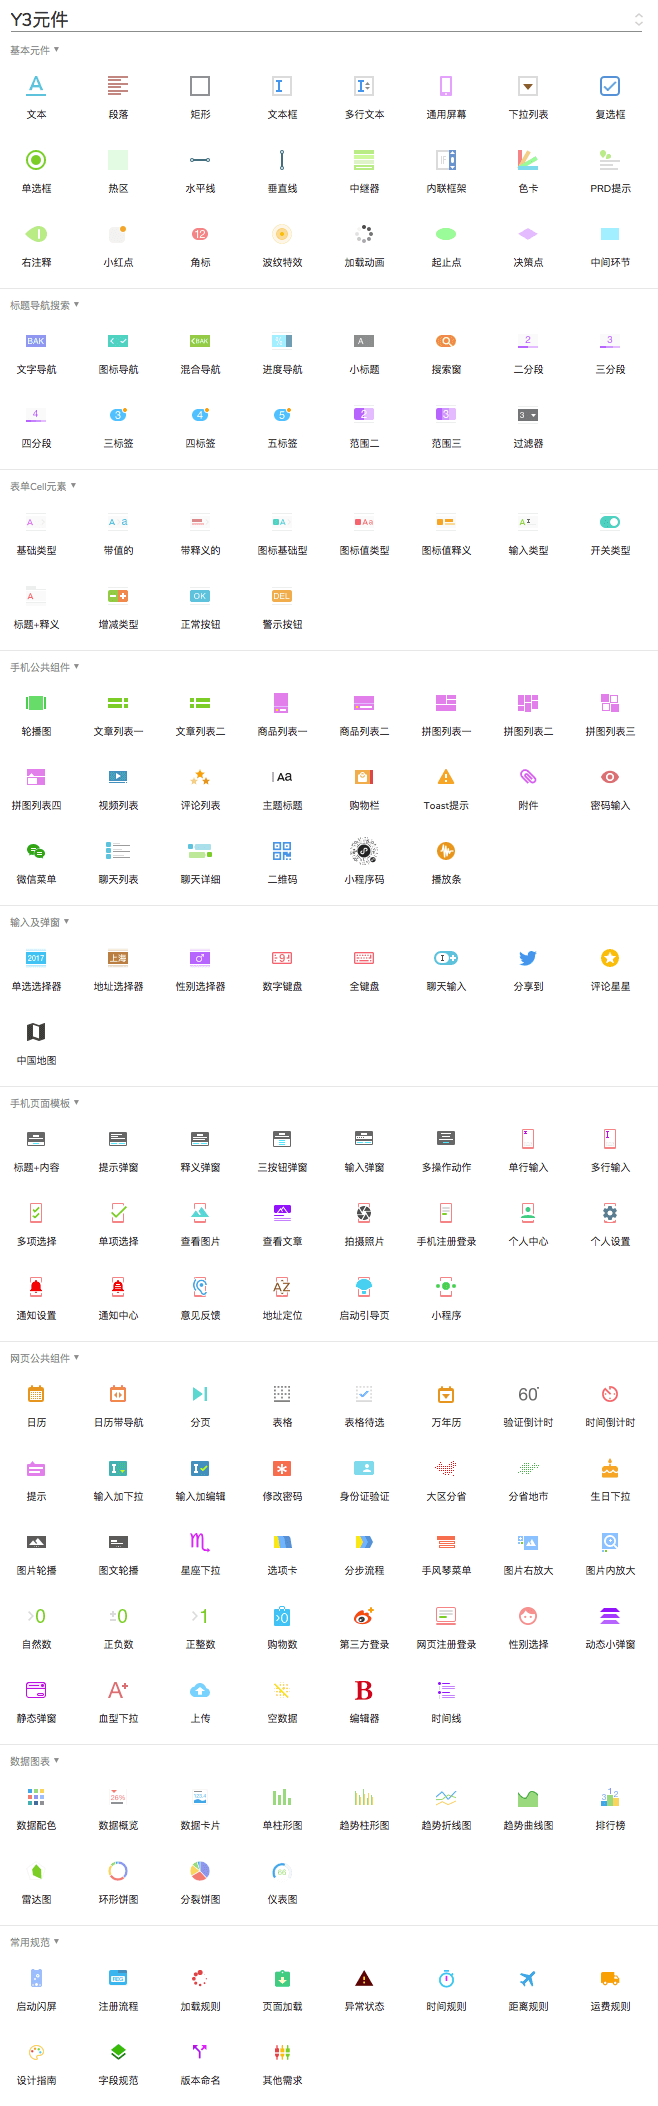 Y3元件
基本元件
文本 段落 矩形 文本框 多行文本 通用屏幕 下拉列表 复选框
单选框 热区 水平线 垂直线 中继器 内联框架 色卡 PRD提示
12
右注释 小红点 角标 波纹特效 加载动画 起止点 决策点 中间环节
标题导航搜索
BAK BAK A 2 3
文字导航 图标导航 混合导航 进度导航 小标题 搜索窗 二分段 三分段
4 3 4 5 2 3 3
四分段 三标签 四标签 五标签 范围二 范围三 过滤器
表单Cell元素
A A a A Aa A
基础类型 带值的 带释义的 图标基础型 图标值类型 图标值释义 输入类型 开关类型
A OK DEL
标题+释义 增减类型 正常按钮 警示按钮
手机公共组件
轮播图 文章列表一 文章列表二 商品列表一 商品列表二 拼图列表一 拼图列表二 拼图列表三
Aa
拼图列表四 视频列表 评论列表 主题标题 购物栏 Toast提示 附件 密码输入
微信菜单 聊天列表 聊天详细 二维码 小程序码 播放条
输入及弹窗
2017 上海 9
单选选择器 地址选择器 性别选择器 数字键盘 全键盘 聊天输入 分享到 评论星星
中国地图
手机页面模板
标题+内容 提示弹窗 释义弹窗 三按钮弹窗 输入弹窗 多操作动作 单行输入 多行输入
多项选择 单项选择 查看图片 查看文章 拍摄照片 手机注册登录 个人中心 个人设置
AZ
通知设置 通知中心 意见反馈 地址定位 启动引导页 小程序
网页公共组件
60
日历 日历带导航 分页 表格 表格待选 万年历 验证倒计时 时间倒计时
提示 输入加下拉 输入加编辑 修改密码 身份证验证 大区分省 分省地市 生日下拉
图片轮播 图文轮播 星座下拉 选项卡 分步流程 手风琴菜单 图片右放大 图片内放大
>0 ±0 >1 >0
自然数 正负数 正整数 购物数 第三方登录 网页注册登录 性别选择 动态小弹窗
A+ B
静态弹窗 血型下拉 上传 空数据 编辑器 时间线
数据图表
26% 123.4 1 2 3
数据配色 数据概览 数据卡片 单柱形图 趋势柱形图 趋势折线图 趋势曲线图 排行榜
雷达图 环形饼图 分裂饼图 仪表图
常用规范
启动闪屏 注册流程 加载规则 页面加载 异常状态 时间规则 距离规则 运费规则
设计指南 字段规范 版本命名 其他需求